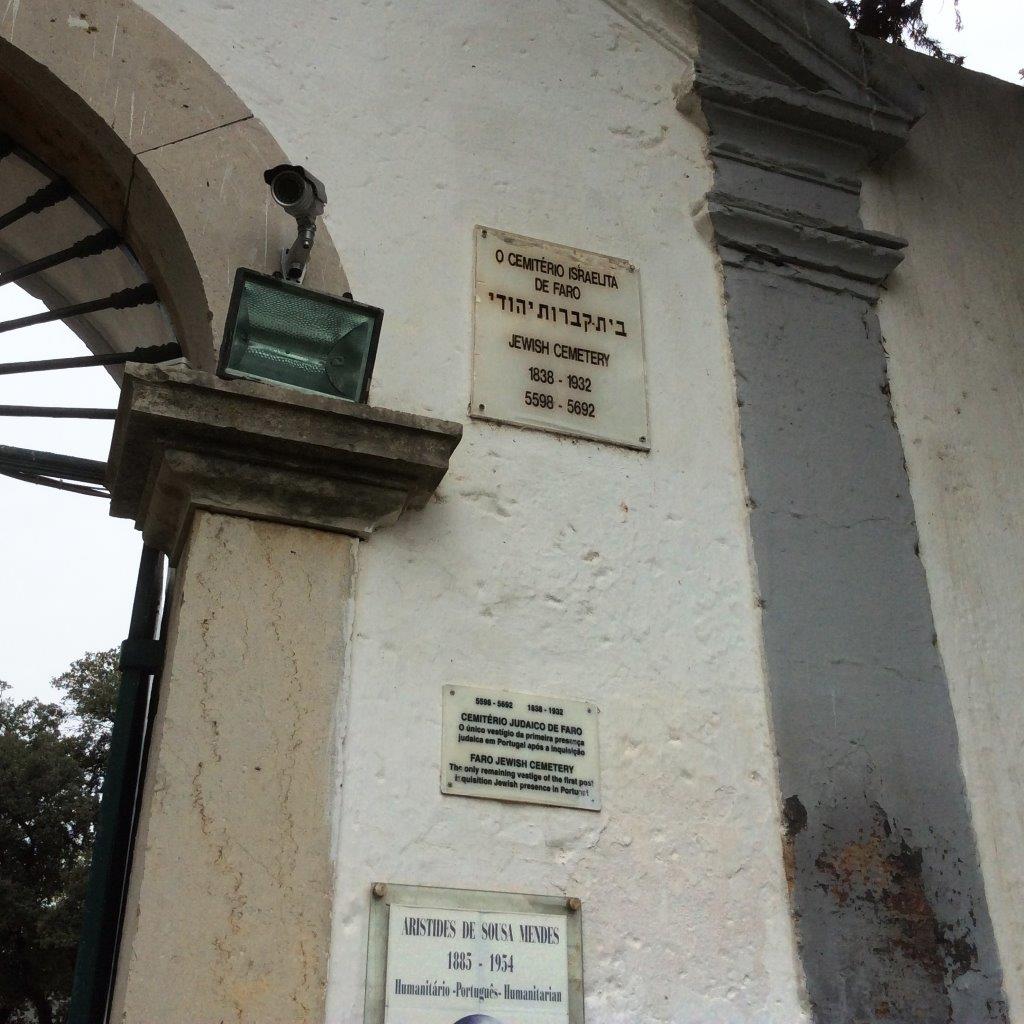 O CEMITÉRIO ISRAELITA
DE FARO
בית-קברות יהודי
JEWISH CEMETERY
1838 - 1932
5598 - 5692
5598 - 5692 1838 - 1932
CEMITÉRIO JUDAICO DE FARO
O único vestígio da primeira presença
judaica em Portugal após a Inquisição
FARO JEWISH CEMETERY
The only remaining vestige of the first post
inquisition Jewish presence in Portugal
ARISTIDES DE SOUSA MENDES
1885 - 1954
Humanitário -Português- Humanitarian